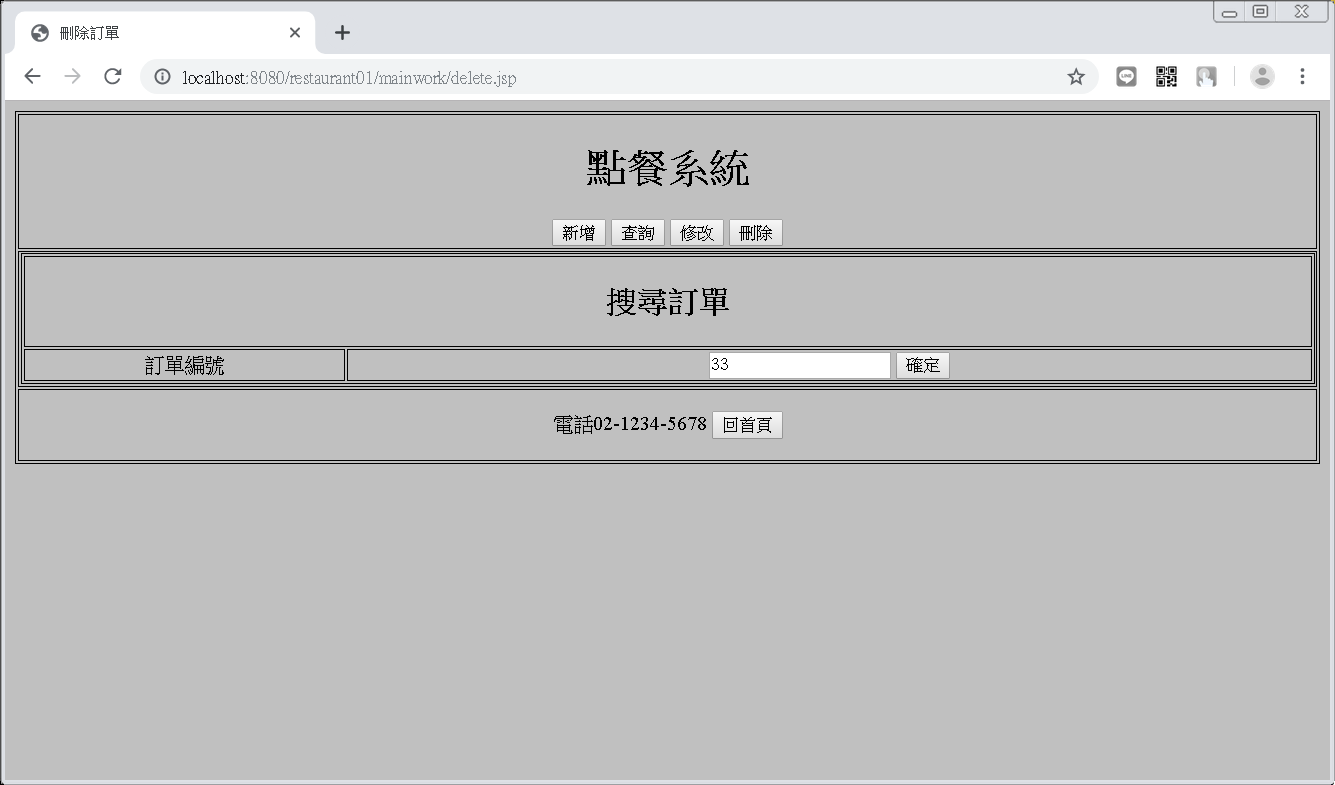 刪除訂單
localhost:8080/restaurant01/mainwork/delete.jsp
LINE
點餐系統
新增 查詢 修改 刪除
搜尋訂單
訂單編號 33 確定
電話02-1234-5678 回首頁